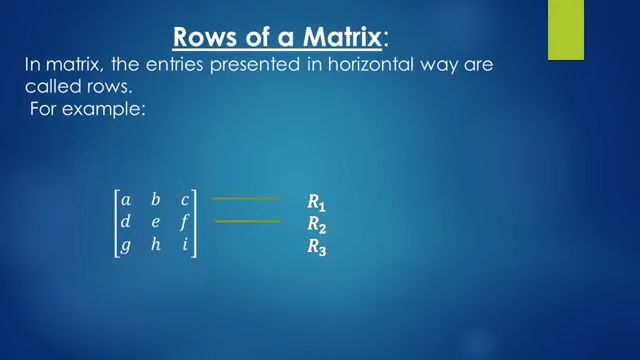 Rows of a Matrix:
In matrix, the entries presented in horizontal way are
called rows.
For example:
a b c R₁
d e f R₂
g h i R₃